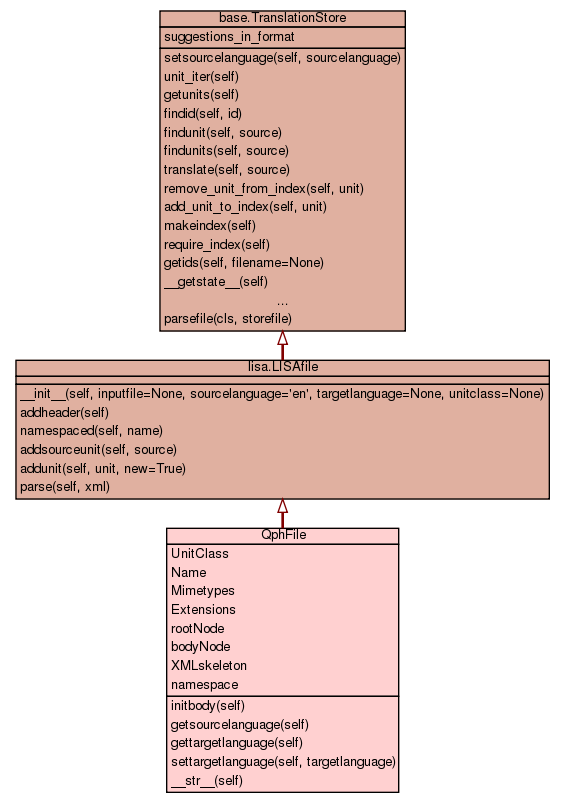 base.TranslationStore
suggestions_in_format
setsourcelanguage(self, sourcelanguage)
unit_iter(self)
getunits(self)
findid(self, id)
findunit(self, source)
findunits(self, source)
translate(self, source)
remove_unit_from_index(self, unit)
add_unit_to_index(self, unit)
makeindex(self)
require_index(self)
getids(self, filename=None)
__getstate__(self)
...
parsefile(cls, storefile)
lisa.LISAfile
__init__(self, inputfile=None, sourcelanguage='en', targetlanguage=None, unitclass=None)
addheader(self)
namespaced(self, name)
addsourceunit(self, source)
addunit(self, unit, new=True)
parse(self, xml)
QphFile
UnitClass
Name
Mimetypes
Extensions
rootNode
bodyNode
XMLskeleton
namespace
initbody(self)
getsourcelanguage(self)
gettargetlanguage(self)
settargetlanguage(self, targetlanguage)
__str__(self)